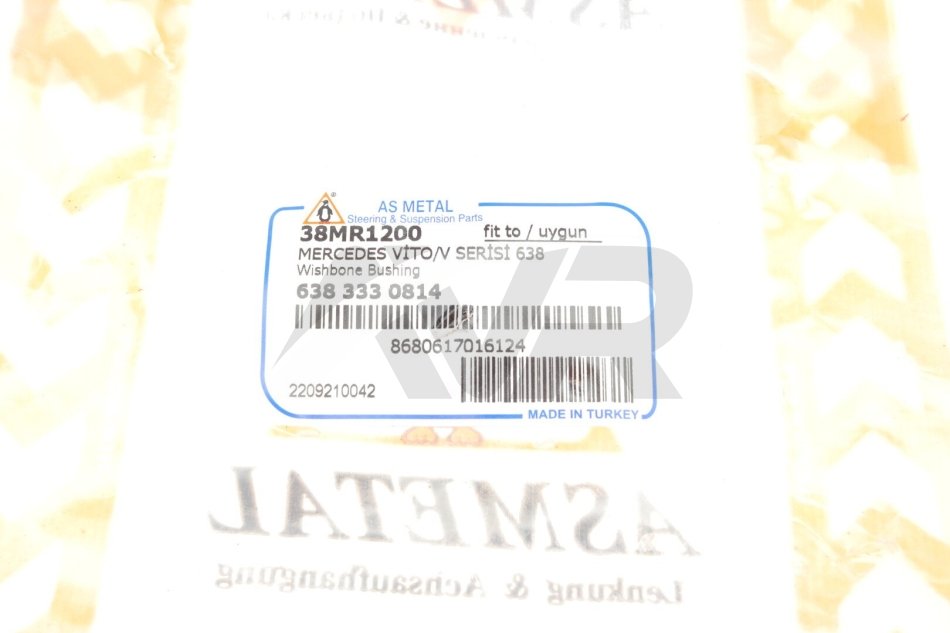 AS METAL
Steering & Suspension Parts
38MR1200 fit to / uygun
MERCEDES VİTO/V SERİSİ 638
Wishbone Bushing
638 333 0814
8680617016124
2209210042
MADE IN TURKEY
ASMETAL
Lenkung & Achsaufhangung